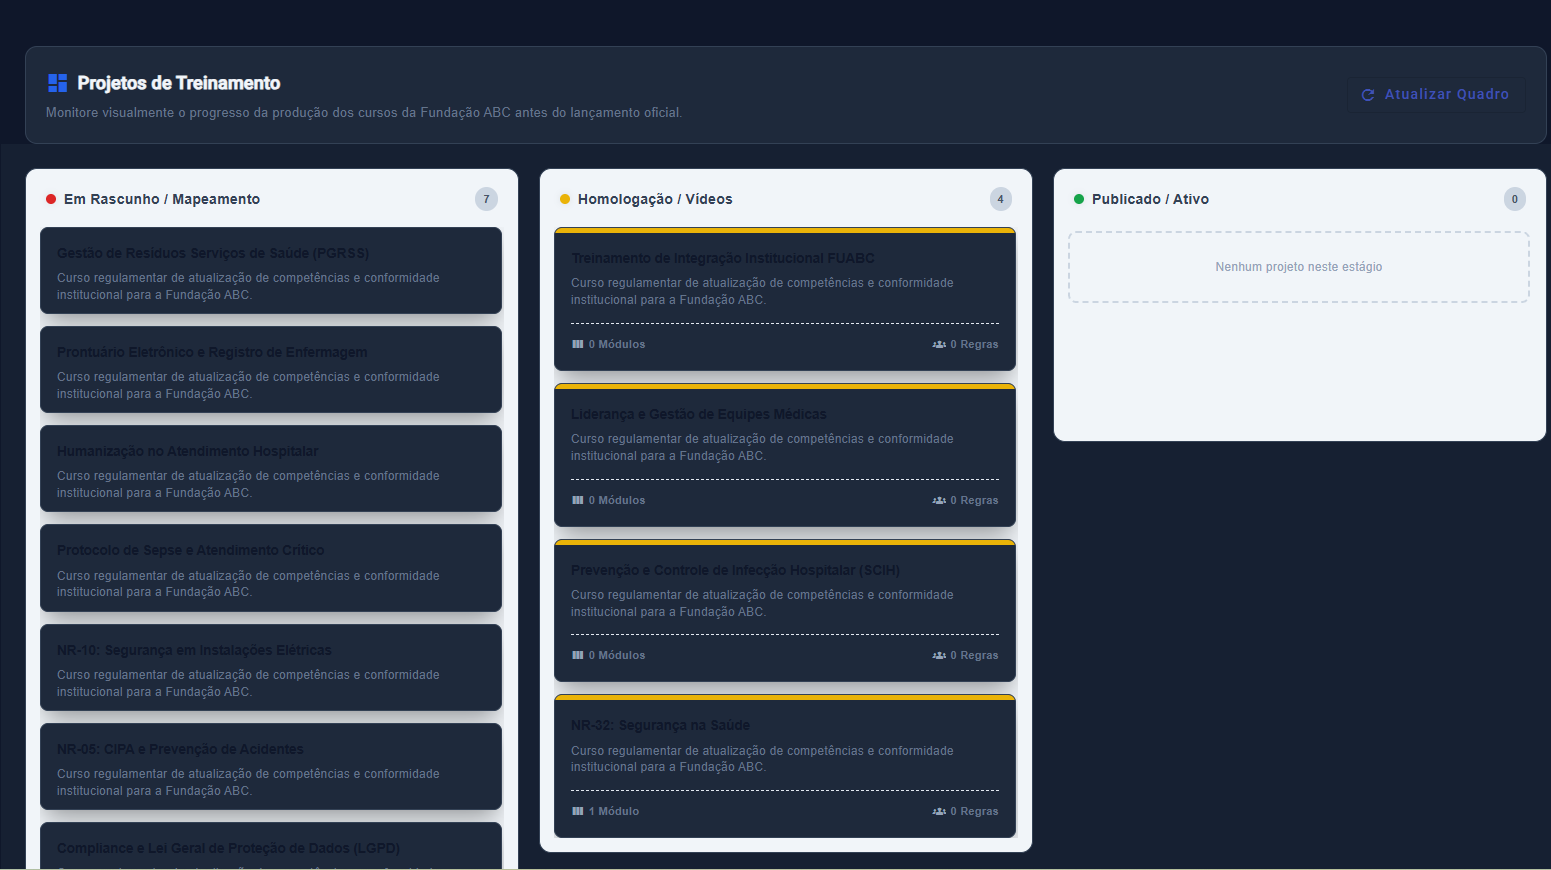 Projetos de Treinamento
Monitore visualmente o progresso da produção dos cursos da Fundação ABC antes do lançamento oficial.
Atualizar Quadro
Em Rascunho / Mapeamento
7
Gestão de Resíduos Serviços de Saúde (PGRSS)
Curso regulamentar de atualização de competências e conformidade
institucional para a Fundação ABC.
Prontuário Eletrônico e Registro de Enfermagem
Curso regulamentar de atualização de competências e conformidade
institucional para a Fundação ABC.
Humanização no Atendimento Hospitalar
Curso regulamentar de atualização de competências e conformidade
institucional para a Fundação ABC.
Protocolo de Sepse e Atendimento Crítico
Curso regulamentar de atualização de competências e conformidade
institucional para a Fundação ABC.
NR-10: Segurança em Instalações Elétricas
Curso regulamentar de atualização de competências e conformidade
institucional para a Fundação ABC.
NR-05: CIPA e Prevenção de Acidentes
Curso regulamentar de atualização de competências e conformidade
institucional para a Fundação ABC.
Compliance e Lei Geral de Proteção de Dados (LGPD)
Homologação / Vídeos
4
Treinamento de Integração Institucional FUABC
Curso regulamentar de atualização de competências e conformidade
institucional para a Fundação ABC.
0 Módulos
0 Regras
Liderança e Gestão de Equipes Médicas
Curso regulamentar de atualização de competências e conformidade
institucional para a Fundação ABC.
0 Módulos
0 Regras
Prevenção e Controle de Infecção Hospitalar (SCIH)
Curso regulamentar de atualização de competências e conformidade
institucional para a Fundação ABC.
0 Módulos
0 Regras
NR-32: Segurança na Saúde
Curso regulamentar de atualização de competências e conformidade
institucional para a Fundação ABC.
1 Módulo
0 Regras
Publicado / Ativo
0
Nenhum projeto neste estágio